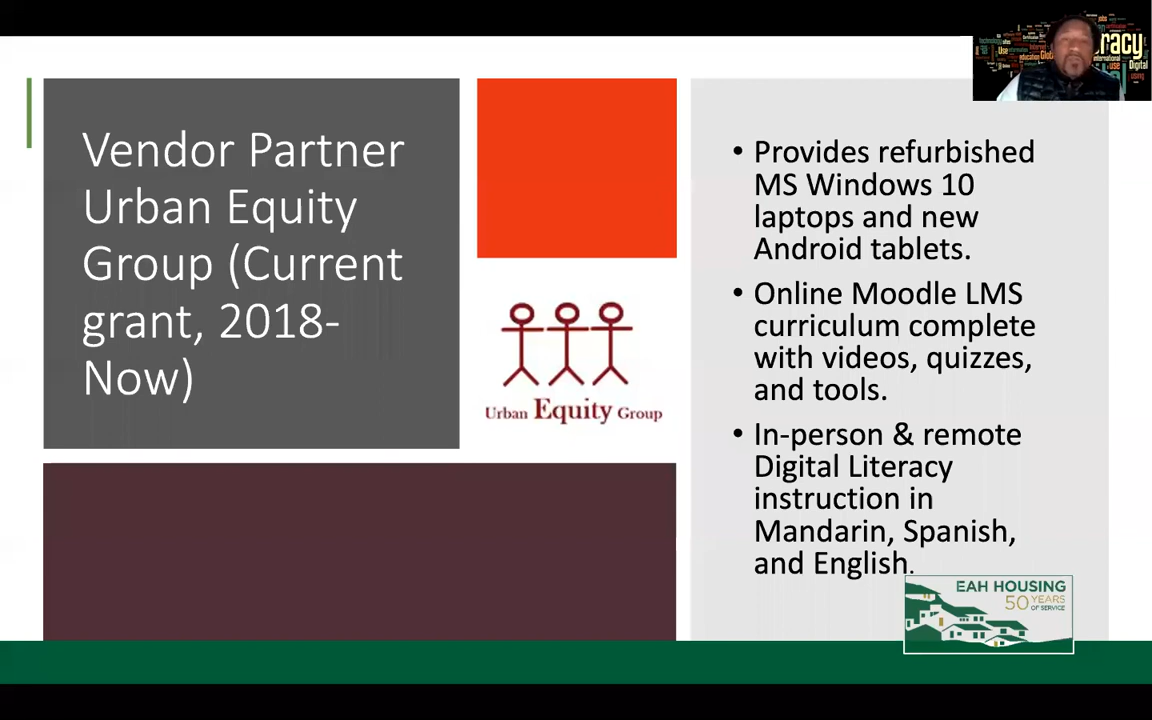 Vendor Partner
Urban Equity
Group (Current
grant, 2018-
Now)
Urban Equity Group
• Provides refurbished
MS Windows 10
laptops and new
Android tablets.
• Online Moodle LMS
curriculum complete
with videos, quizzes,
and tools.
• In-person & remote
Digital Literacy
instruction in
Mandarin, Spanish,
and English.
EAH HOUSING
50 YEARS
OF SERVICE
racy
Digital